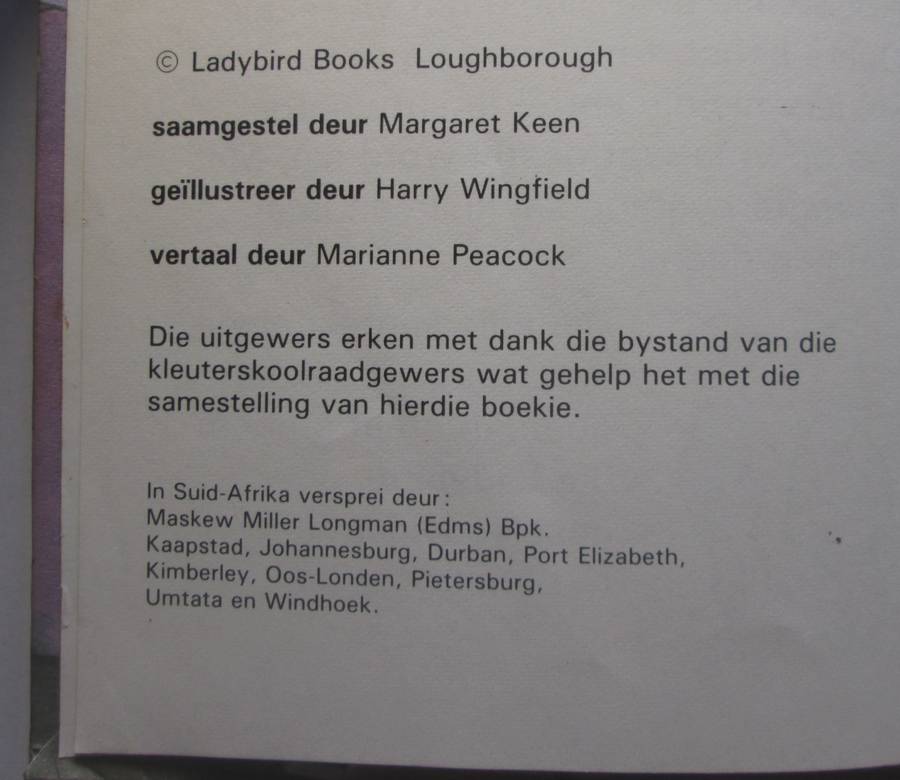 © Ladybird Books Loughborough
saamgestel deur Margaret Keen
geïllustreer deur Harry Wingfield
vertaal deur Marianne Peacock
Die uitgewers erken met dank die bystand van die
kleuterskoolraadgewers wat gehelp het met die
samestelling van hierdie boekie.
In Suid-Afrika versprei deur:
Maskew Miller Longman (Edms) Bpk.
Kaapstad, Johannesburg, Durban, Port Elizabeth,
Kimberley, Oos-Londen, Pietersburg,
Umtata en Windhoek.